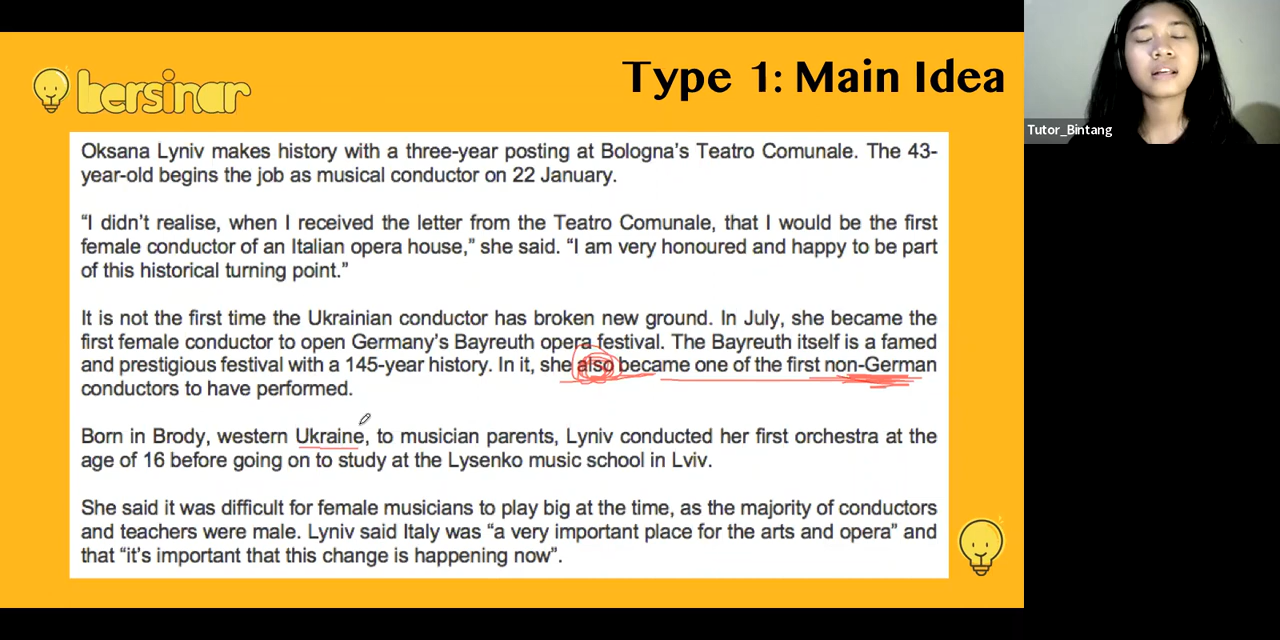 bersinar
Type 1: Main Idea
Tutor_Bintang
Oksana Lyniv makes history with a three-year posting at Bologna's Teatro Comunale. The 43-
year-old begins the job as musical conductor on 22 January.
“I didn't realise, when I received the letter from the Teatro Comunale, that I would be the first
female conductor of an Italian opera house,” she said. “I am very honoured and happy to be part
of this historical turning point.”
It is not the first time the Ukrainian conductor has broken new ground. In July, she became the
first female conductor to open Germany's Bayreuth opera festival. The Bayreuth itself is a famed
and prestigious festival with a 145-year history. In it, she also became one of the first non-German
conductors to have performed.
Born in Brody, western Ukraine, to musician parents, Lyniv conducted her first orchestra at the
age of 16 before going on to study at the Lysenko music school in Lviv.
She said it was difficult for female musicians to play big at the time, as the majority of conductors
and teachers were male. Lyniv said Italy was “a very important place for the arts and opera” and
that “it's important that this change is happening now”.